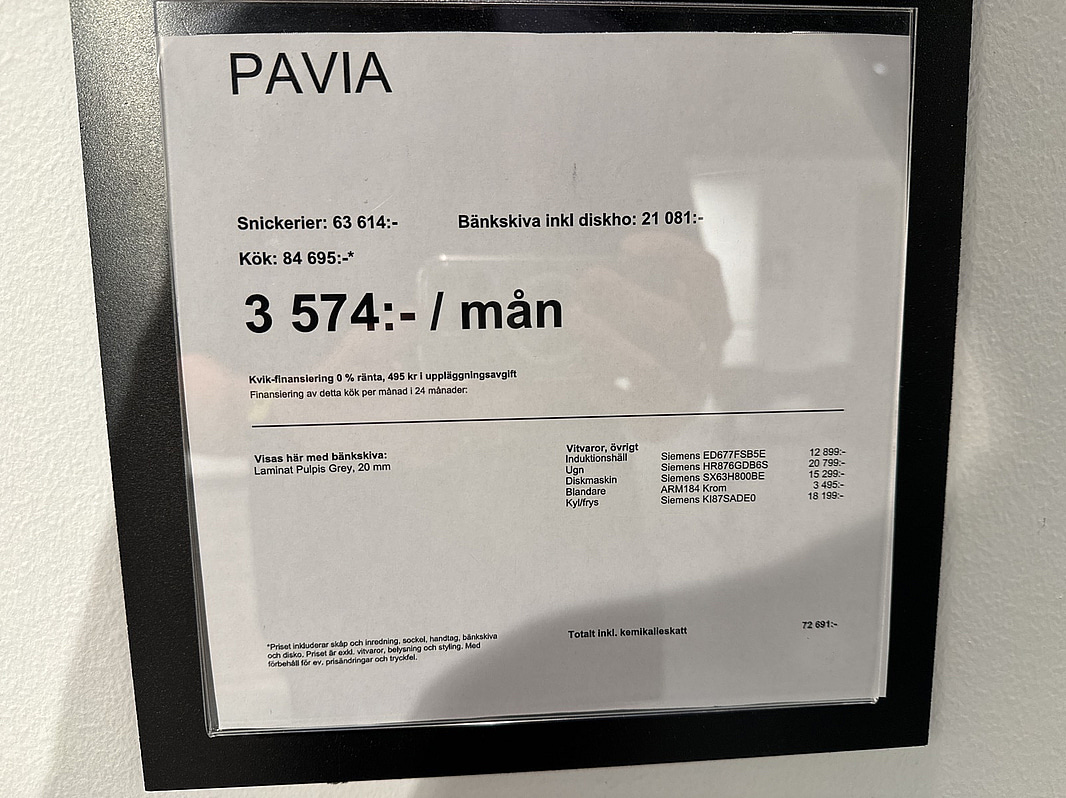 PAVIA
Snickerier: 63 614:- Bänkskiva inkl diskho: 21 081:-
Kök: 84 695:-*
3 574:- / mån
Kvik-finansiering 0 % ränta, 495 kr i uppläggningsavgift
Finansiering av detta kök per månad i 24 månader:
Visas här med bänkskiva:
Laminat Pulpis Grey, 20 mm
Vitvaror, övrigt
Induktionshäll Siemens ED677FSB5E 12 899:-
Ugn Siemens HR876GDB6S 20 799:-
Diskmaskin Siemens SX63H800BE 15 299:-
Blandare ARM184 Krom 3 495:-
Kyl/frys Siemens KI87SADE0 18 199:-
*Priset inkluderar skåp och inredning, sockel, handtag, bänkskiva
och disko. Priset är exkl. vitvaror, belysning och styling. Med
förbehåll för ev. prisändringar och tryckfel.
Totalt inkl. kemikalieskatt 72 691:-